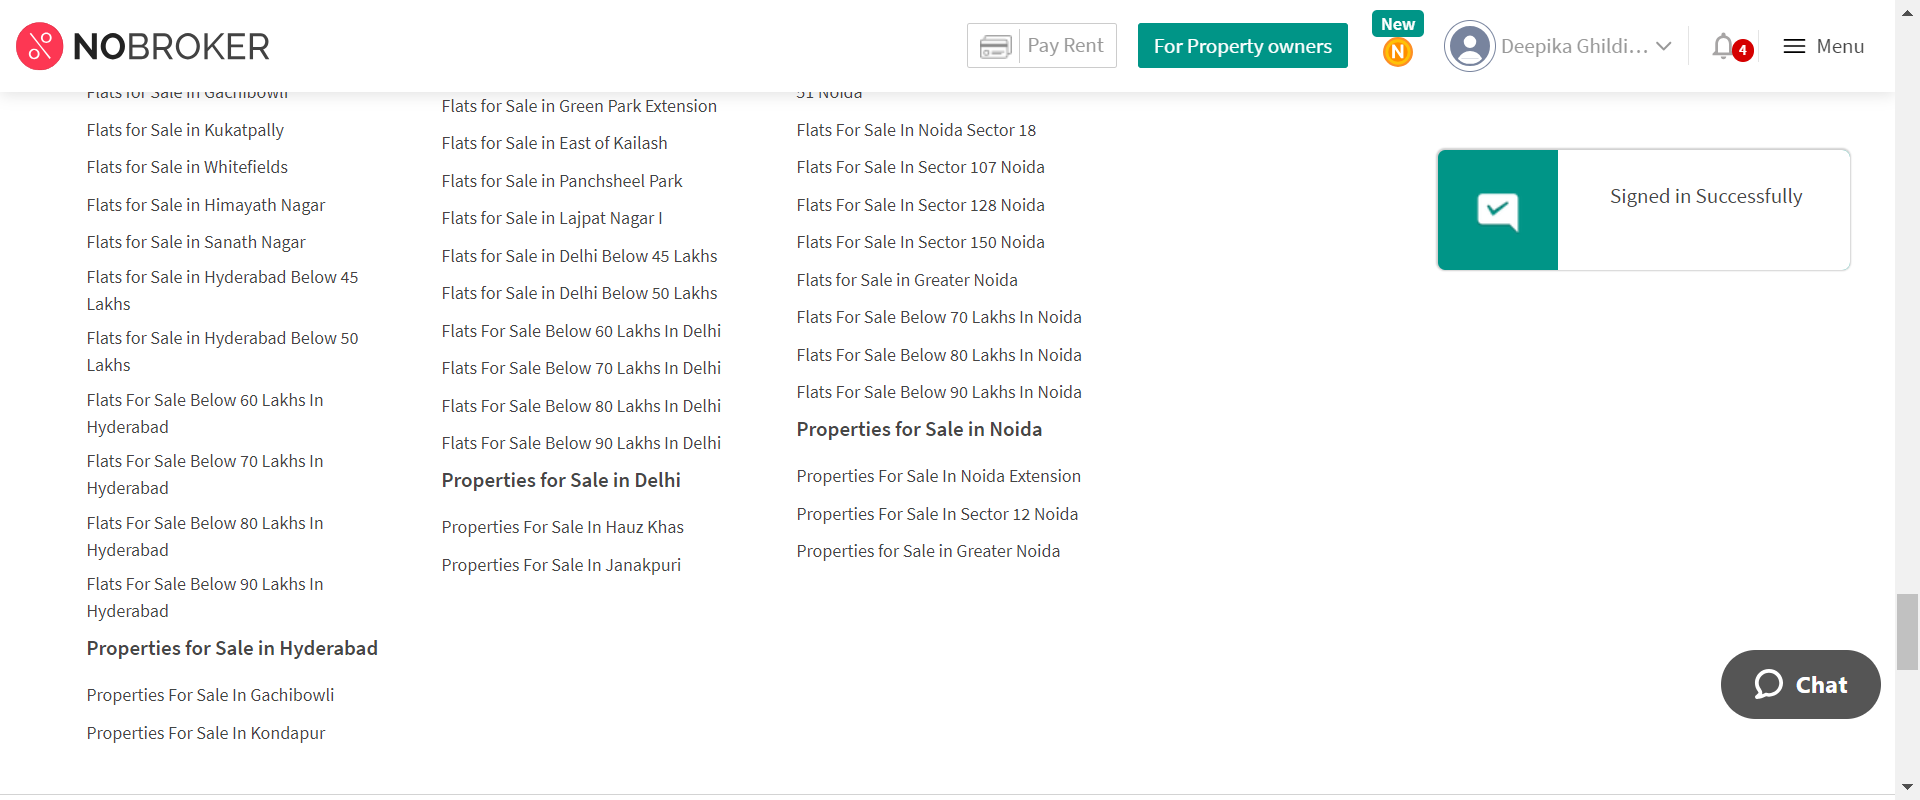 NOBROKER
Pay Rent
For Property owners
New
N
Deepika Ghildi...
4
Menu
Flats for Sale in Gachibowli
Flats for Sale in Kukatpally
Flats for Sale in Whitefields
Flats for Sale in Himayath Nagar
Flats for Sale in Sanath Nagar
Flats for Sale in Hyderabad Below 45
Lakhs
Flats for Sale in Hyderabad Below 50
Lakhs
Flats For Sale Below 60 Lakhs In
Hyderabad
Flats For Sale Below 70 Lakhs In
Hyderabad
Flats For Sale Below 80 Lakhs In
Hyderabad
Flats For Sale Below 90 Lakhs In
Hyderabad
Properties for Sale in Hyderabad
Properties For Sale In Gachibowli
Properties For Sale In Kondapur
Flats for Sale in Green Park Extension
Flats for Sale in East of Kailash
Flats for Sale in Panchsheel Park
Flats for Sale in Lajpat Nagar I
Flats for Sale in Delhi Below 45 Lakhs
Flats for Sale in Delhi Below 50 Lakhs
Flats For Sale Below 60 Lakhs In Delhi
Flats For Sale Below 70 Lakhs In Delhi
Flats For Sale Below 80 Lakhs In Delhi
Flats For Sale Below 90 Lakhs In Delhi
Properties for Sale in Delhi
Properties For Sale In Hauz Khas
Properties For Sale In Janakpuri
51 Noida
Flats For Sale In Noida Sector 18
Flats For Sale In Sector 107 Noida
Flats For Sale In Sector 128 Noida
Flats For Sale In Sector 150 Noida
Flats for Sale in Greater Noida
Flats For Sale Below 70 Lakhs In Noida
Flats For Sale Below 80 Lakhs In Noida
Flats For Sale Below 90 Lakhs In Noida
Properties for Sale in Noida
Properties For Sale In Noida Extension
Properties For Sale In Sector 12 Noida
Properties for Sale in Greater Noida
Signed in Successfully
Chat